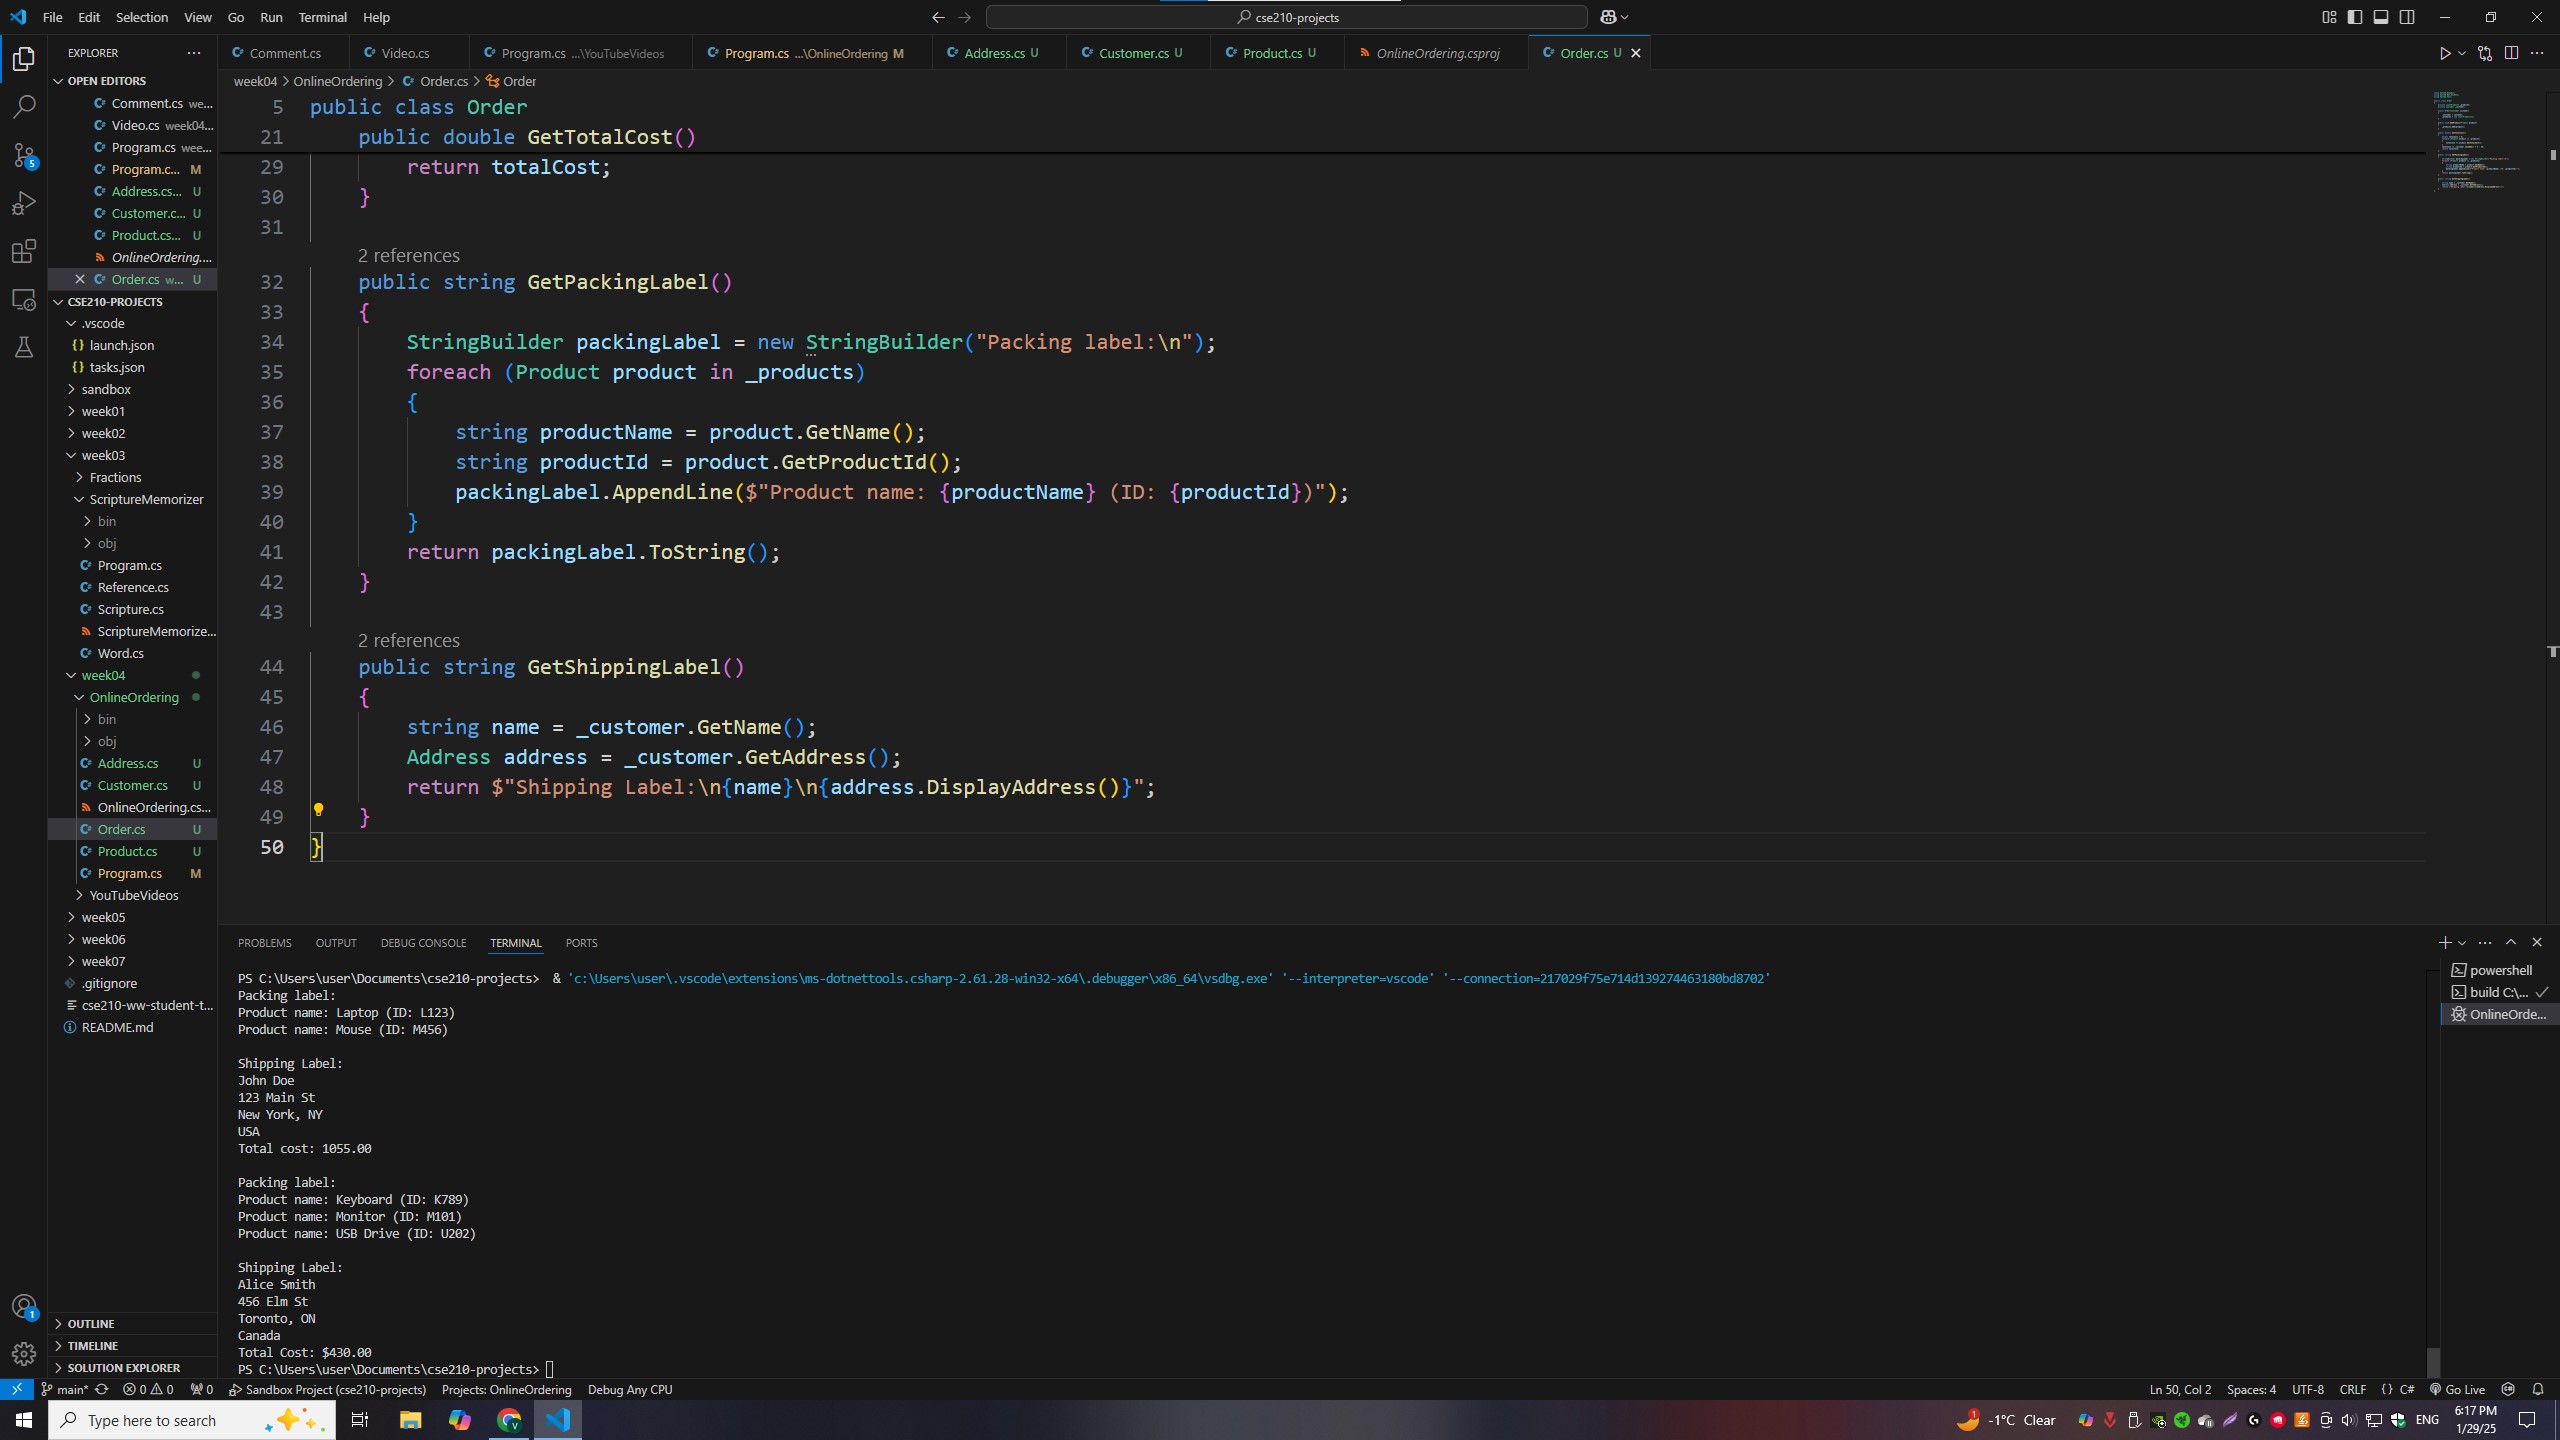 File Edit Selection View Go Run Terminal Help
cse210-projects
EXPLORER
OPEN EDITORS
Comment.cs we...
Video.cs week04...
Program.cs wee...
Program.c... M
Address.cs... U
Customer.c... U
Product.cs... U
OnlineOrdering....
Order.cs w... U
CSE210-PROJECTS
.vscode
launch.json
tasks.json
sandbox
week01
week02
week03
Fractions
ScriptureMemorizer
bin
obj
Program.cs
Reference.cs
Scripture.cs
ScriptureMemorize...
Word.cs
week04
OnlineOrdering
bin
obj
Address.cs U
Customer.cs U
OnlineOrdering.cs...
Order.cs U
Product.cs U
Program.cs M
YouTubeVideos
week05
week06
week07
.gitignore
cse210-ww-student-t...
README.md
OUTLINE
TIMELINE
SOLUTION EXPLORER
Comment.cs Video.cs Program.cs ...\YouTubeVideos Program.cs ...\OnlineOrdering M Address.cs U Customer.cs U Product.cs U OnlineOrdering.csproj Order.cs U
week04 > OnlineOrdering > Order.cs > Order
5 public class Order
21 public double GetTotalCost()
29 return totalCost;
30 }
31
2 references
32 public string GetPackingLabel()
33 {
34 StringBuilder packingLabel = new StringBuilder("Packing label:\n");
35 foreach (Product product in _products)
36 {
37 string productName = product.GetName();
38 string productId = product.GetProductId();
39 packingLabel.AppendLine($"Product name: {productName} (ID: {productId})");
40 }
41 return packingLabel.ToString();
42 }
43
2 references
44 public string GetShippingLabel()
45 {
46 string name = _customer.GetName();
47 Address address = _customer.GetAddress();
48 return $"Shipping Label:\n{name}\n{address.DisplayAddress()}";
49 }
50 }
PROBLEMS OUTPUT DEBUG CONSOLE TERMINAL PORTS
PS C:\Users\user\Documents\cse210-projects> & 'c:\Users\user\.vscode\extensions\ms-dotnettools.csharp-2.61.28-win32-x64\.debugger\x86_64\vsdbg.exe' '--interpreter=vscode' '--connection=217029f75e714d139274463180bd8702'
Packing label:
Product name: Laptop (ID: L123)
Product name: Mouse (ID: M456)
Shipping Label:
John Doe
123 Main St
New York, NY
USA
Total cost: 1055.00
Packing label:
Product name: Keyboard (ID: K789)
Product name: Monitor (ID: M101)
Product name: USB Drive (ID: U202)
Shipping Label:
Alice Smith
456 Elm St
Toronto, ON
Canada
Total Cost: $430.00
PS C:\Users\user\Documents\cse210-projects>
powershell
build C:\...
OnlineOrde...
main* 0 0 0 Sandbox Project (cse210-projects) Projects: OnlineOrdering Debug Any CPU
Ln 50, Col 2 Spaces: 4 UTF-8 CRLF {} C# Go Live
Type here to search
-1°C Clear
ENG
6:17 PM
1/29/25